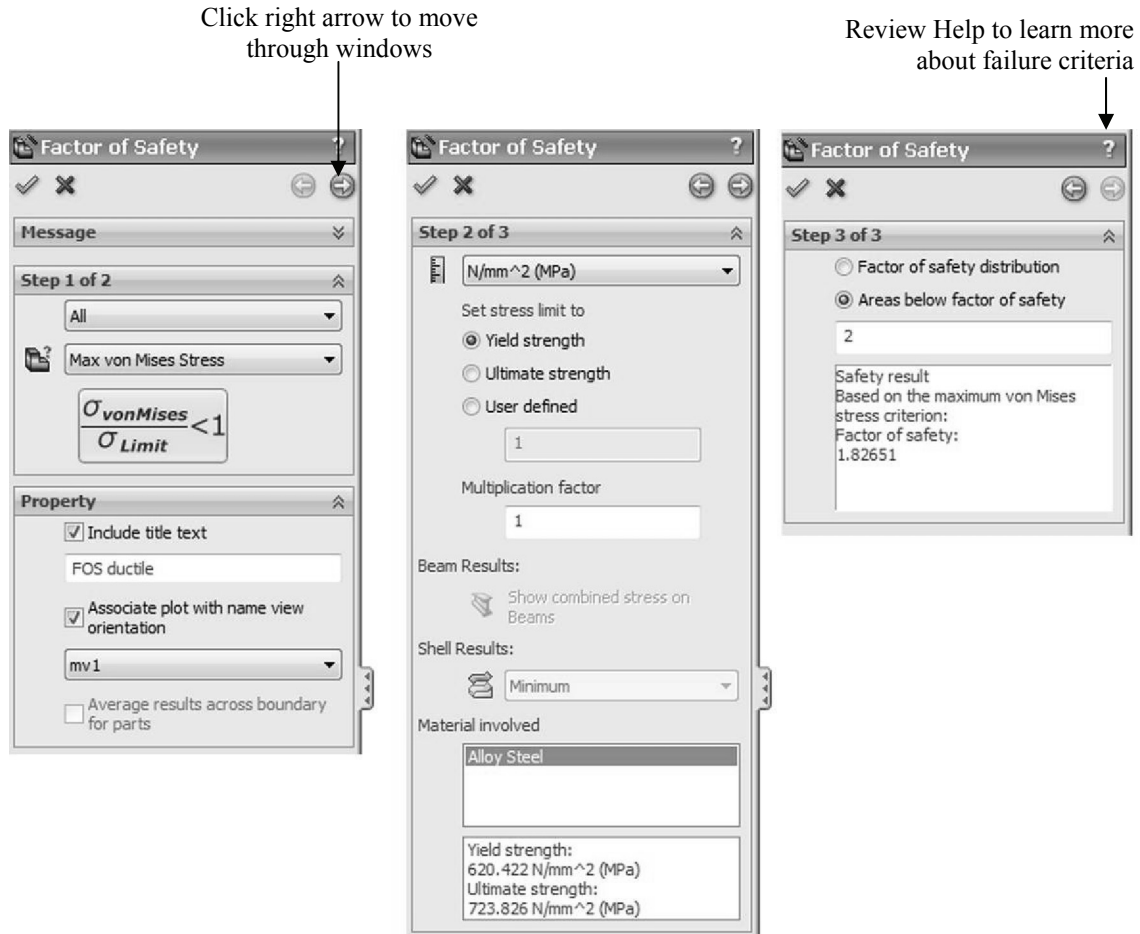 Click right arrow to move
through windows
Review Help to learn more
about failure criteria
Factor of Safety ?
Message
Step 1 of 2
All
Max von Mises Stress
σ vonMises
σ Limit
<1
Property
Include title text
FOS ductile
Associate plot with name view
orientation
mv1
Average results across boundary
for parts
Factor of Safety ?
Step 2 of 3
N/mm^2 (MPa)
Set stress limit to
Yield strength
Ultimate strength
User defined
1
Multiplication factor
1
Beam Results:
Show combined stress on
Beams
Shell Results:
Minimum
Material involved
Alloy Steel
Yield strength:
620.422 N/mm^2 (MPa)
Ultimate strength:
723.826 N/mm^2 (MPa)
Factor of Safety ?
Step 3 of 3
Factor of safety distribution
Areas below factor of safety
2
Safety result
Based on the maximum von Mises
stress criterion:
Factor of safety:
1.82651